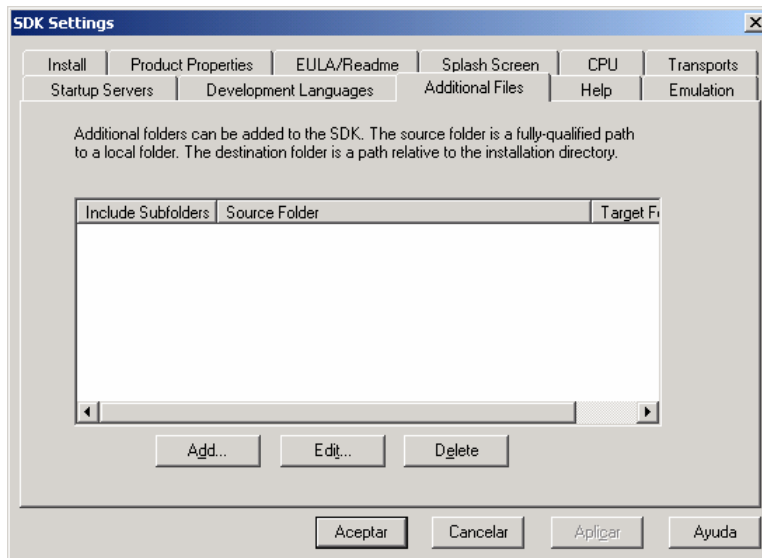 SDK Settings
Install Product Properties EULA/Readme Splash Screen CPU Transports
Startup Servers Development Languages Additional Files Help Emulation
Additional folders can be added to the SDK. The source folder is a fully-qualified path
to a local folder. The destination folder is a path relative to the installation directory.
Include Subfolders Source Folder Target F
Add... Edit... Delete
Aceptar Cancelar Aplicar Ayuda